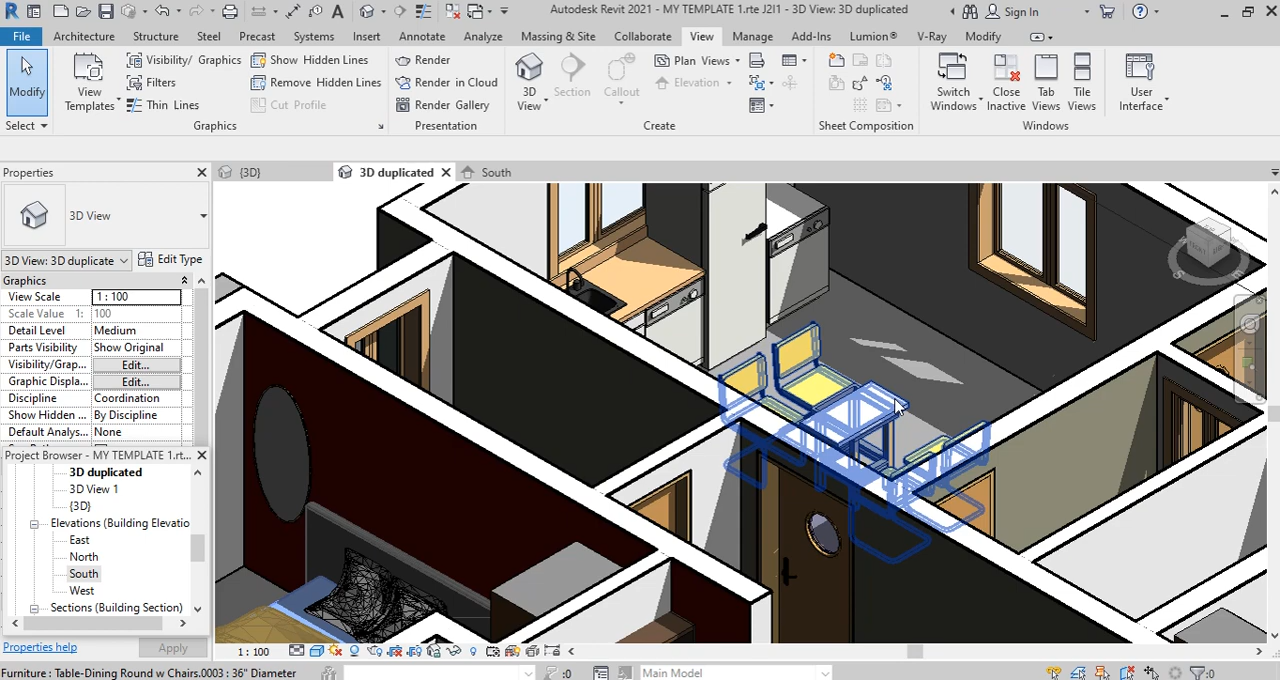 Autodesk Revit 2021 - MY TEMPLATE 1.rte J2I1 - 3D View: 3D duplicated
Sign In
File Architecture Structure Steel Precast Systems Insert Annotate Analyze Massing & Site Collaborate View Manage Add-Ins Lumion® V-Ray Modify
Modify
View Templates
Visibility/ Graphics
Filters
Thin Lines
Show Hidden Lines
Remove Hidden Lines
Cut Profile
Render
Render in Cloud
Render Gallery
3D View
Section
Callout
Plan Views
Elevation
Switch Windows
Close Inactive
Tab Views
Tile Views
User Interface
Select Graphics Presentation Create Sheet Composition Windows
Properties
{3D} 3D duplicated South
3D View
3D View: 3D duplicate Edit Type
Graphics
View Scale 1 : 100
Scale Value 1: 100
Detail Level Medium
Parts Visibility Show Original
Visibility/Grap... Edit...
Graphic Displa... Edit...
Discipline Coordination
Show Hidden ... By Discipline
Default Analys... None
Project Browser - MY TEMPLATE 1.rt...
3D duplicated
3D View 1
{3D}
Elevations (Building Elevatio
East
North
South
West
Sections (Building Section)
Properties help Apply
1 : 100
Furniture : Table-Dining Round w Chairs.0003 : 36" Diameter
:0
Main Model
:0